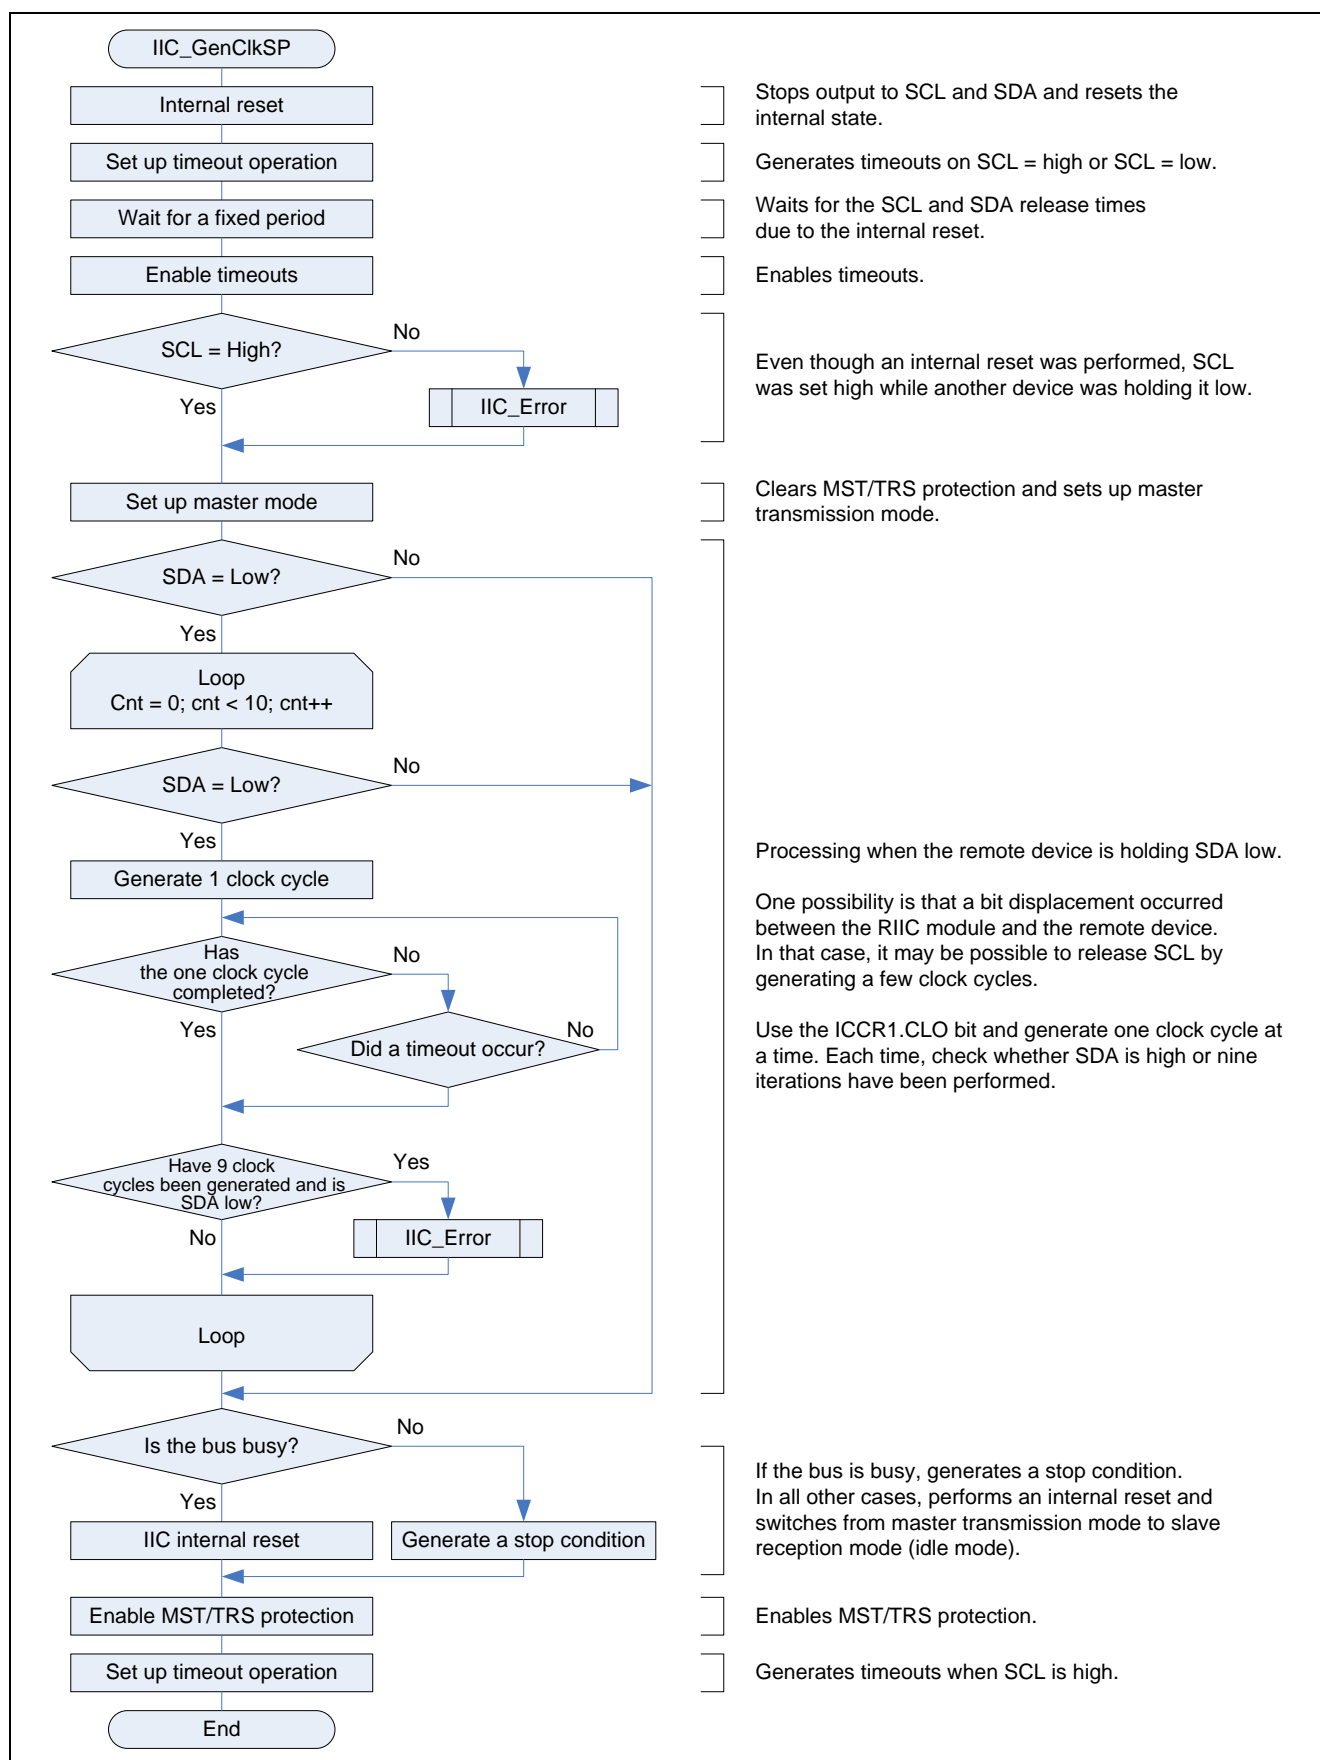 IIC_GenClkSP
Internal reset
Stops output to SCL and SDA and resets the
internal state.
Set up timeout operation
Generates timeouts on SCL = high or SCL = low.
Wait for a fixed period
Waits for the SCL and SDA release times
due to the internal reset.
Enable timeouts
Enables timeouts.
SCL = High?
No
Yes
IIC_Error
Even though an internal reset was performed, SCL
was set high while another device was holding it low.
Set up master mode
Clears MST/TRS protection and sets up master
transmission mode.
SDA = Low?
No
Yes
Loop
Cnt = 0; cnt < 10; cnt++
SDA = Low?
No
Yes
Generate 1 clock cycle
Has
the one clock cycle
completed?
No
Yes
Did a timeout occur?
No
Have 9 clock
cycles been generated and is
SDA low?
Yes
No
IIC_Error
Loop
Processing when the remote device is holding SDA low.
One possibility is that a bit displacement occurred
between the RIIC module and the remote device.
In that case, it may be possible to release SCL by
generating a few clock cycles.
Use the ICCR1.CLO bit and generate one clock cycle at
a time. Each time, check whether SDA is high or nine
iterations have been performed.
Is the bus busy?
No
Yes
IIC internal reset
Generate a stop condition
If the bus is busy, generates a stop condition.
In all other cases, performs an internal reset and
switches from master transmission mode to slave
reception mode (idle mode).
Enable MST/TRS protection
Enables MST/TRS protection.
Set up timeout operation
Generates timeouts when SCL is high.
End